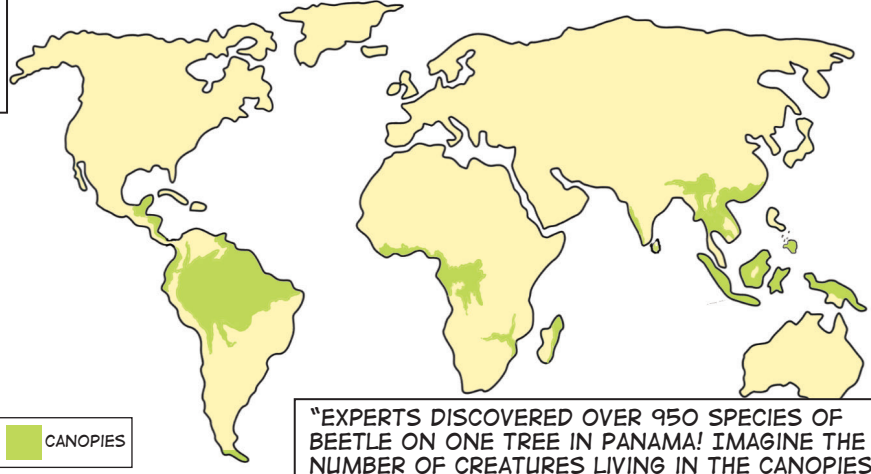 CANOPIES
"EXPERTS DISCOVERED OVER 950 SPECIES OF
BEETLE ON ONE TREE IN PANAMA! IMAGINE THE
NUMBER OF CREATURES LIVING IN THE CANOPIES